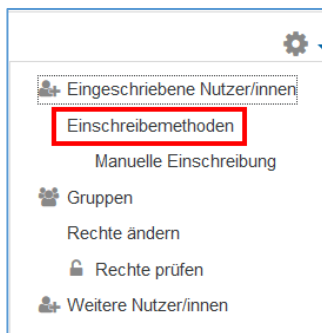 Eingeschriebene Nutzer/innen
Einschreibemethoden
Manuelle Einschreibung
Gruppen
Rechte ändern
Rechte prüfen
Weitere Nutzer/innen